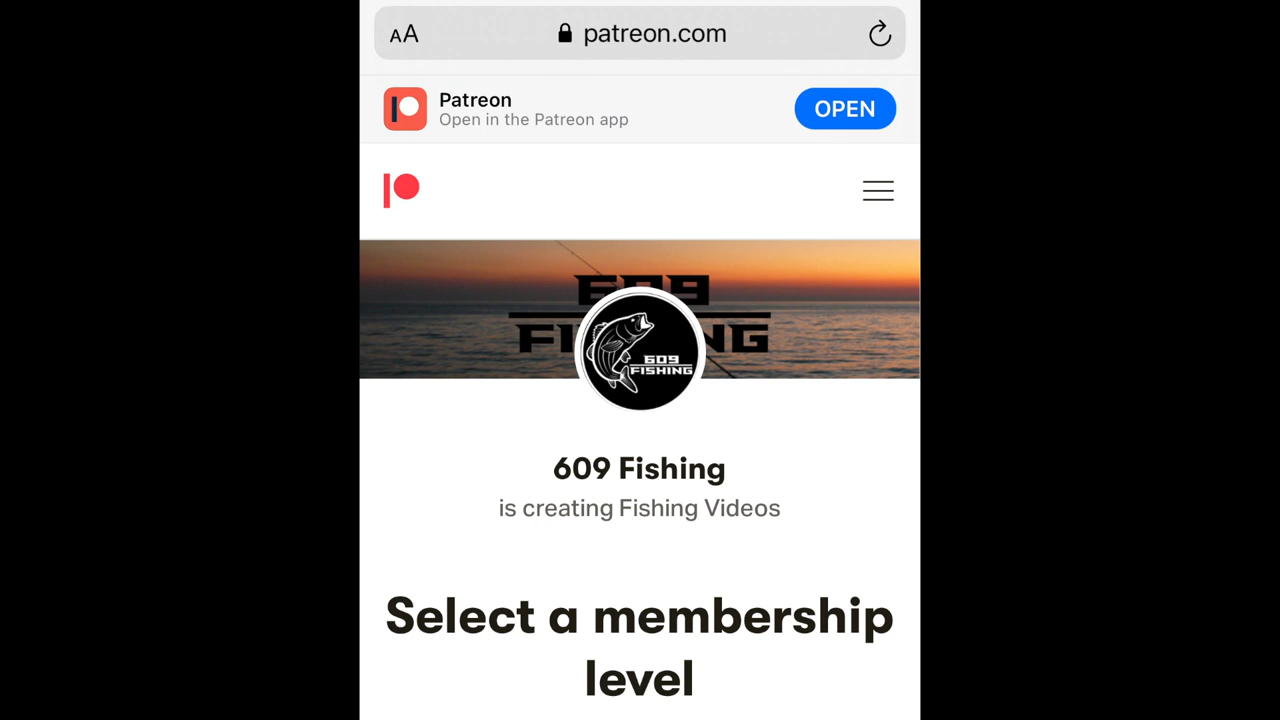 AA patreon.com
Patreon
Open in the Patreon app
OPEN
609
FISHING
609
FISHING
609 Fishing
is creating Fishing Videos
Select a membership
level